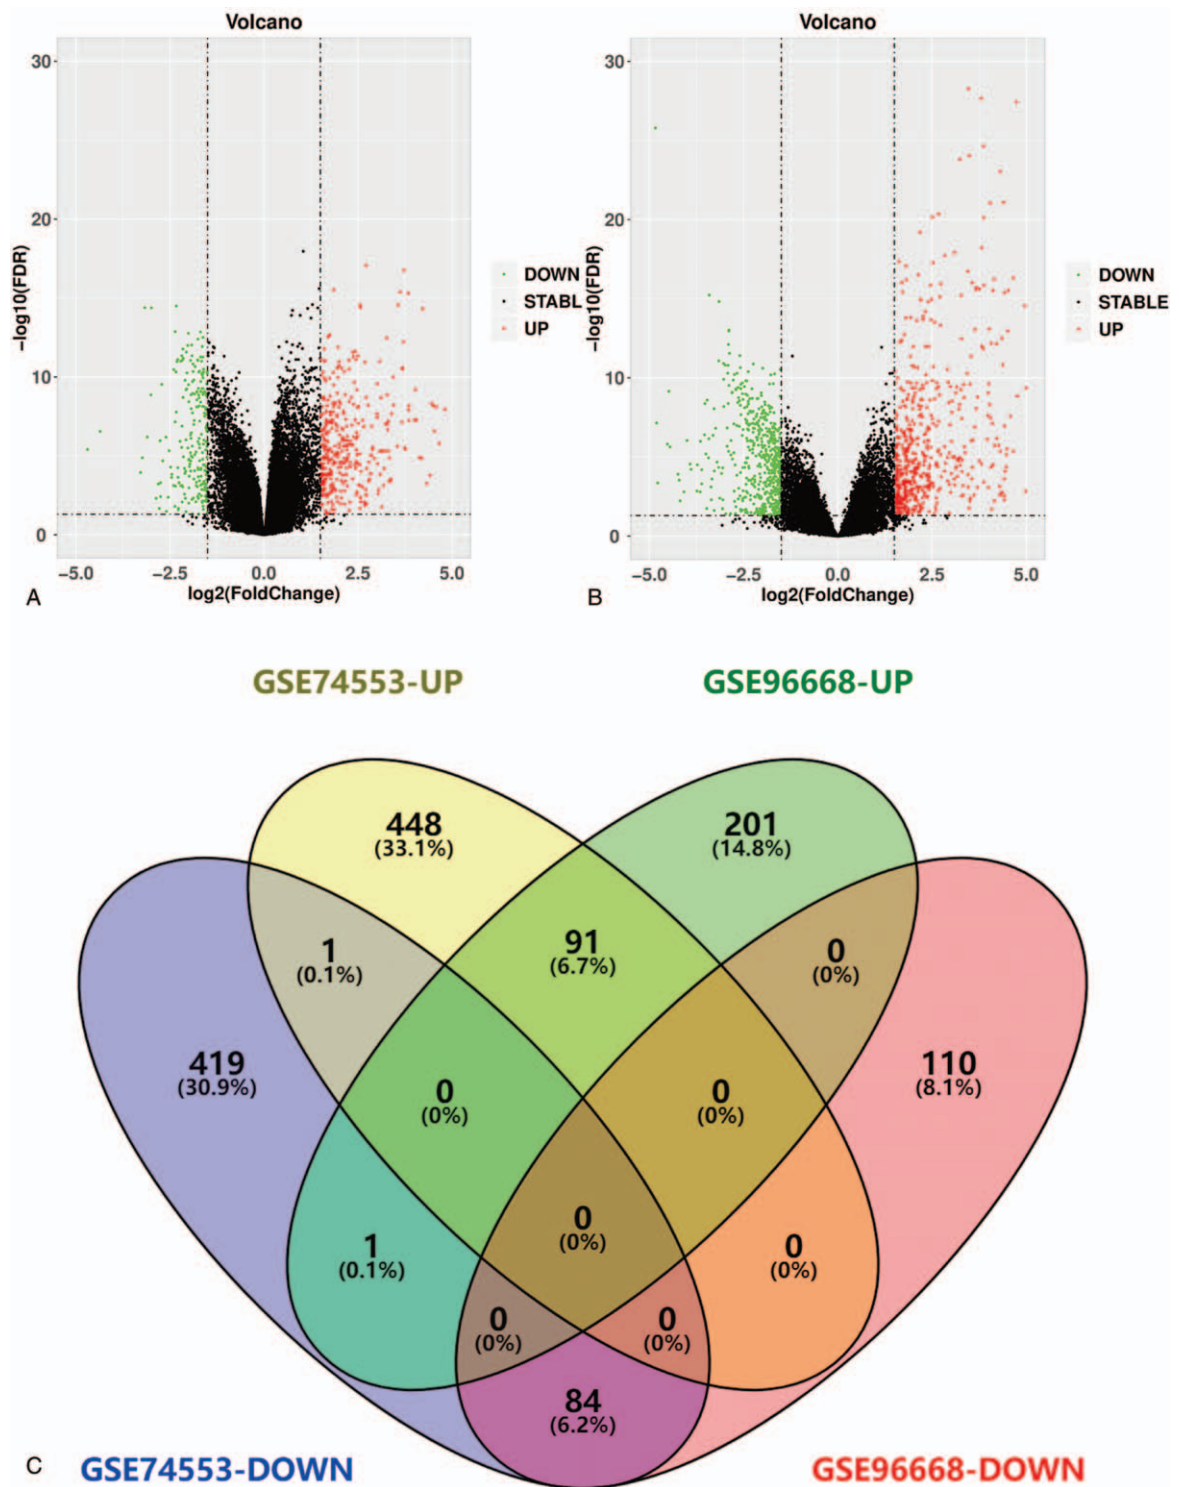 Volcano
30
20
10
0
-log10(FDR)
−5.0 −2.5 0.0 2.5 5.0
log2(FoldChange)
DOWN
STABL
UP
A
Volcano
30
20
10
0
-log10(FDR)
−5.0 −2.5 0.0 2.5 5.0
log2(FoldChange)
DOWN
STABLE
UP
B
GSE74553-UP GSE96668-UP
448
(33.1%)
201
(14.8%)
1
(0.1%)
91
(6.7%)
0
(0%)
419
(30.9%)
0
(0%)
0
(0%)
110
(8.1%)
1
(0.1%)
0
(0%)
0
(0%)
0
(0%)
0
(0%)
84
(6.2%)
C GSE74553-DOWN GSE96668-DOWN